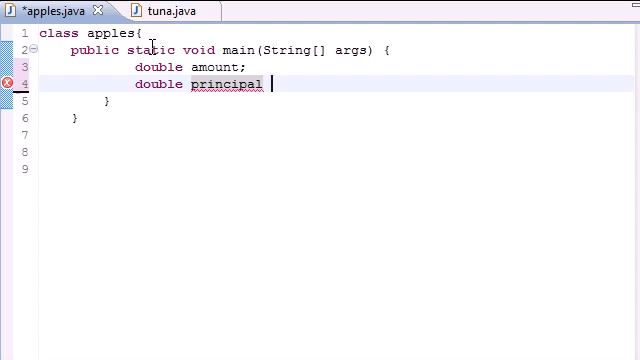 *apples.java tuna.java
1 class apples{
2 public static void main(String[] args) {
3 double amount;
4 double principal
5 }
6 }
7
8
9